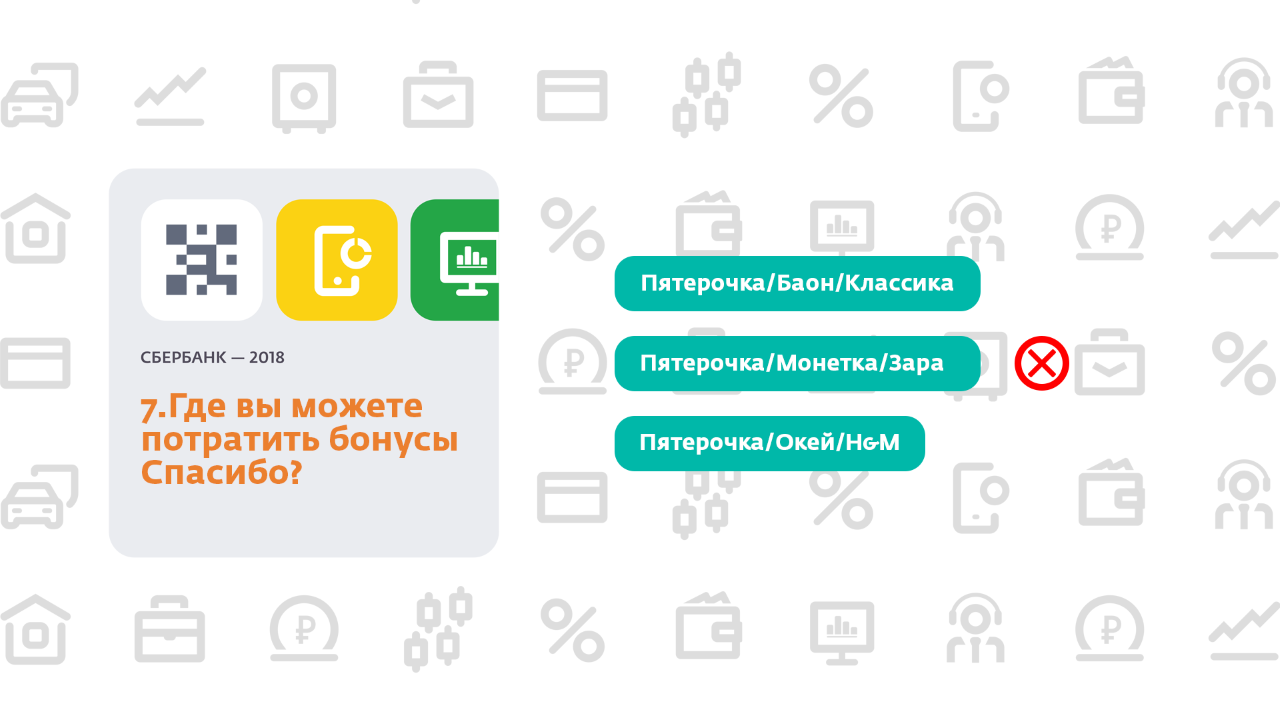 СБЕРБАНК — 2018
7.Где вы можете
потратить бонусы
Спасибо?
Пятерочка/Баон/Классика
Пятерочка/Монетка/Зара
Пятерочка/Окей/H&M